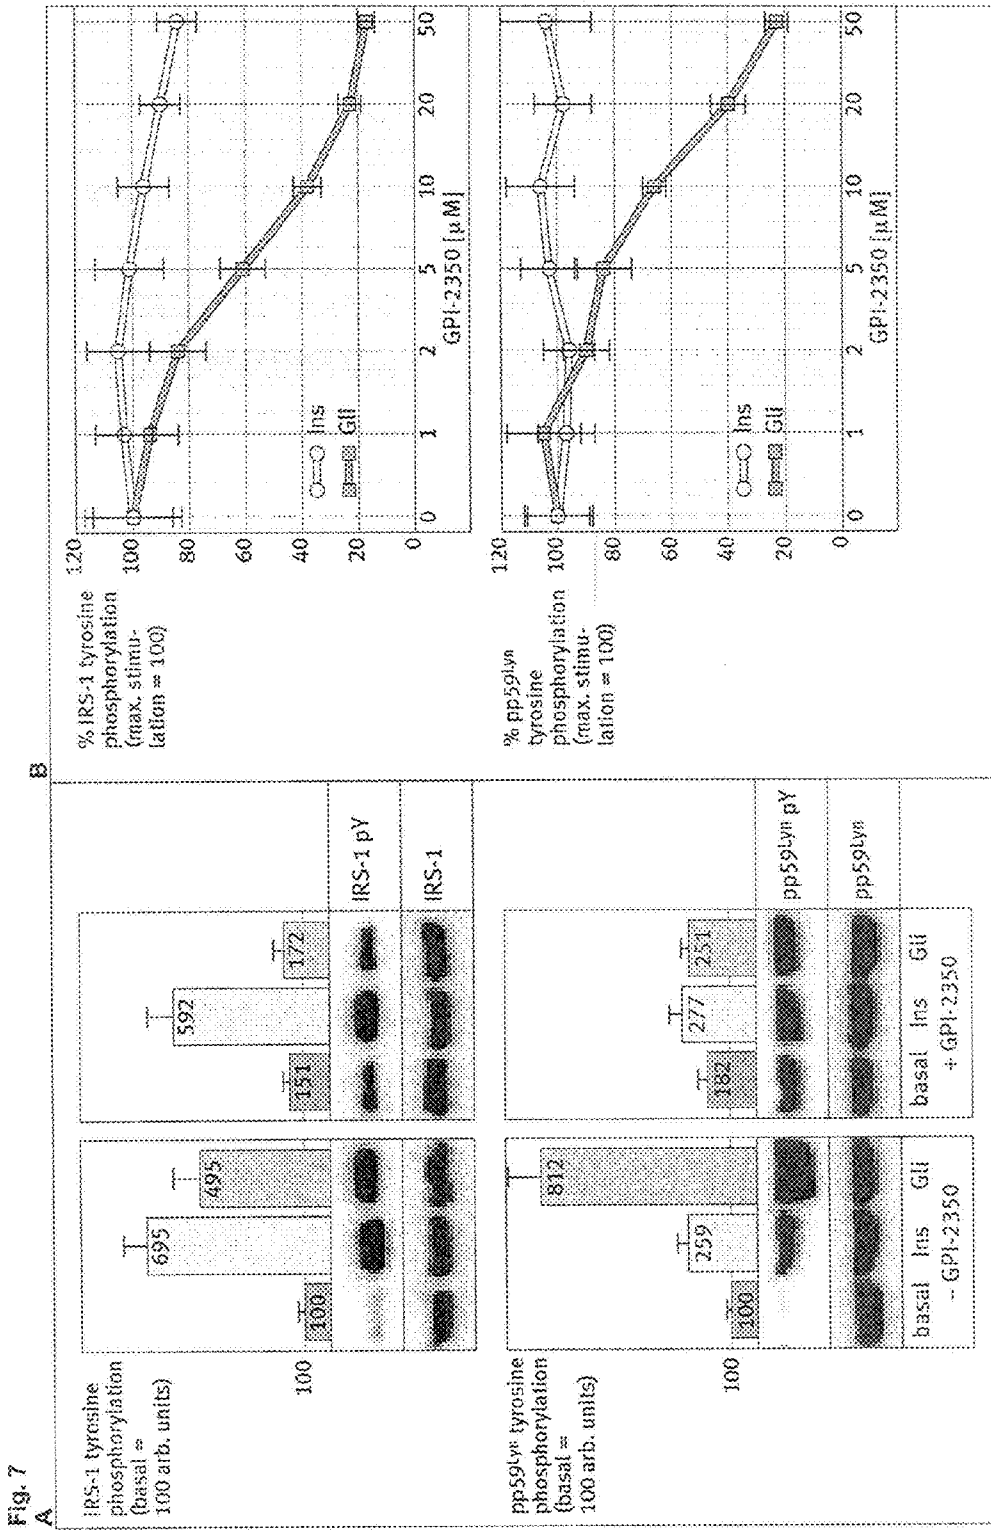 Fig. 7
A
IRS-1 tyrosine
phosphorylation
(basal =
100 arb. units)
100
100
695
495
151
592
172
IRS-1 pY
IRS-1
pp59Lyn tyrosine
phosphorylation
(basal =
100 arb. units)
100
100
259
812
182
277
251
pp59Lyn pY
pp59Lyn
basal Ins Gli
basal Ins Gli
- GPI-2350
+ GPI-2350
B
% IRS-1 tyrosine
phosphorylation
(max. stimu-
lation = 100)
120
100
80
60
40
20
0
Ins
Gli
0 1 2 5 10 20 50
GPI-2350 [µM]
% pp59Lyn
tyrosine
phosphorylation
(max. stimu-
lation = 100)
120
100
80
60
40
20
0
Ins
Gli
0 1 2 5 10 20 50
GPI-2350 [µM]